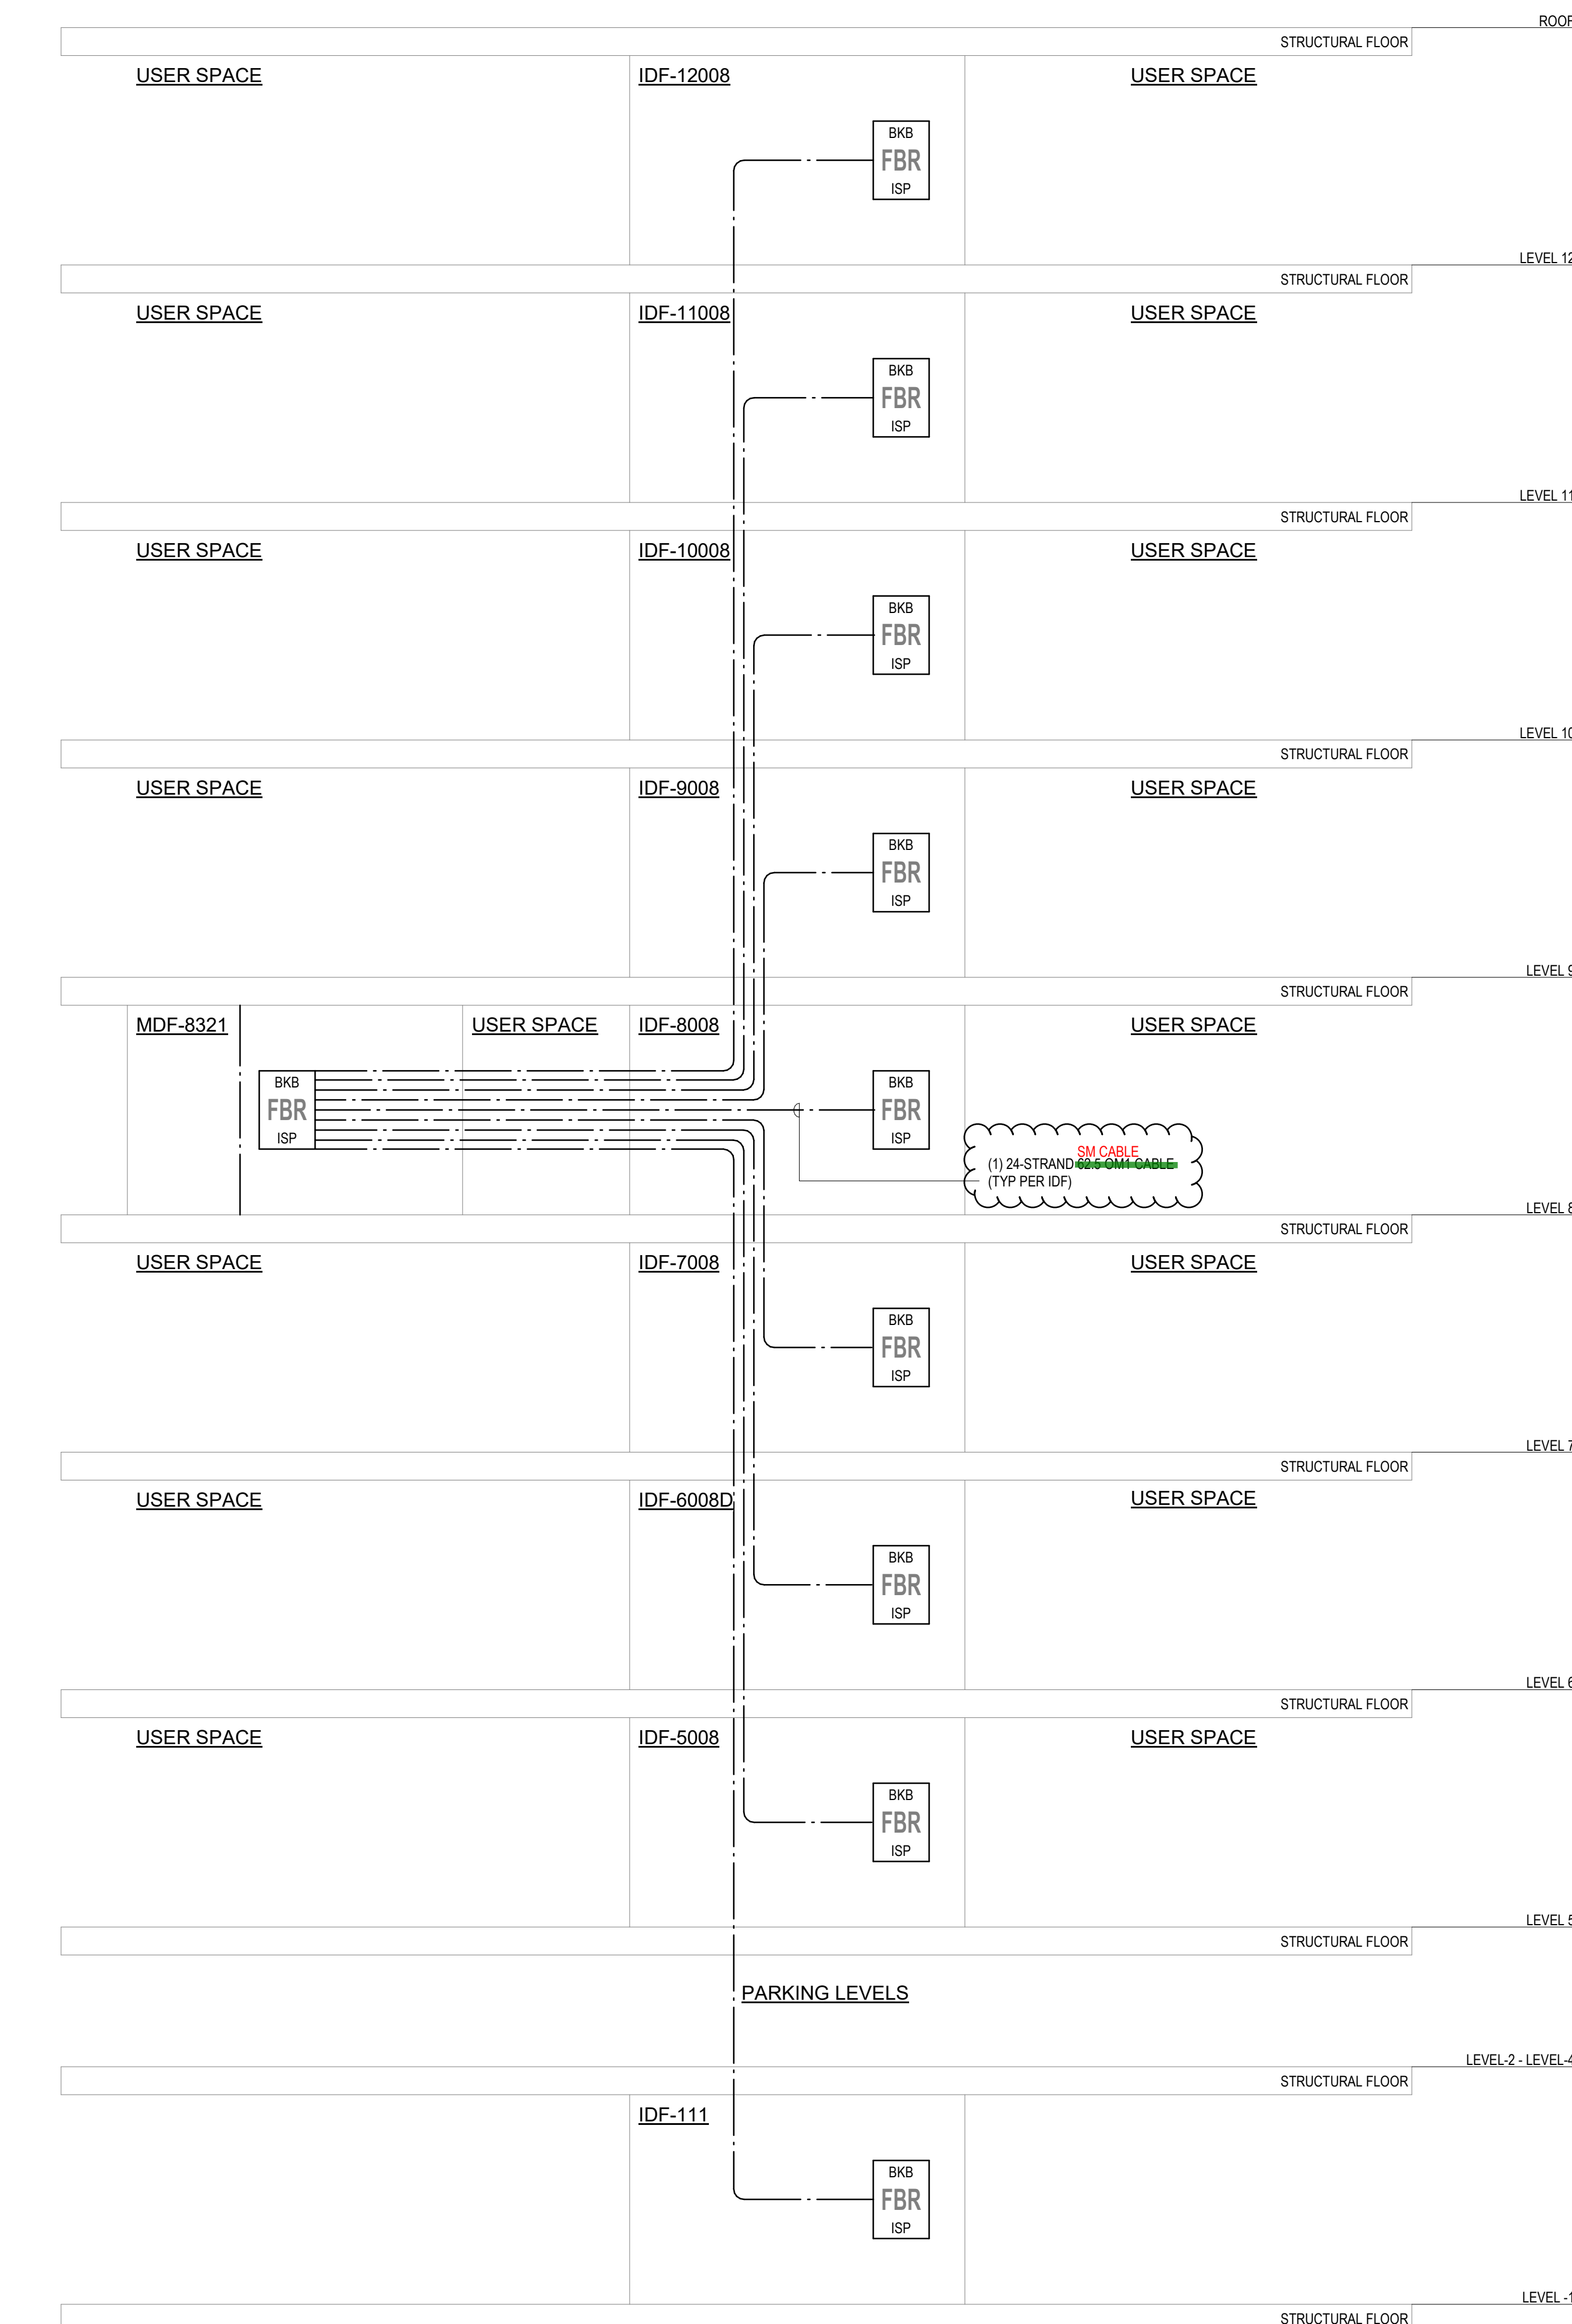 ROOF
STRUCTURAL FLOOR
USER SPACE
IDF-12008
USER SPACE
BKB
FBR
ISP
LEVEL 12
STRUCTURAL FLOOR
USER SPACE
IDF-11008
USER SPACE
BKB
FBR
ISP
LEVEL 11
STRUCTURAL FLOOR
USER SPACE
IDF-10008
USER SPACE
BKB
FBR
ISP
LEVEL 10
STRUCTURAL FLOOR
USER SPACE
IDF-9008
USER SPACE
BKB
FBR
ISP
LEVEL 9
STRUCTURAL FLOOR
MDF-8321
USER SPACE
IDF-8008
USER SPACE
BKB
FBR
ISP
BKB
FBR
ISP
SM CABLE
(1) 24-STRAND 62.5 OM1 CABLE
(TYP PER IDF)
LEVEL 8
STRUCTURAL FLOOR
USER SPACE
IDF-7008
USER SPACE
BKB
FBR
ISP
LEVEL 7
STRUCTURAL FLOOR
USER SPACE
IDF-6008D
USER SPACE
BKB
FBR
ISP
LEVEL 6
STRUCTURAL FLOOR
USER SPACE
IDF-5008
USER SPACE
BKB
FBR
ISP
LEVEL 5
STRUCTURAL FLOOR
PARKING LEVELS
LEVEL-2 - LEVEL-4
STRUCTURAL FLOOR
IDF-111
BKB
FBR
ISP
LEVEL -1
STRUCTURAL FLOOR